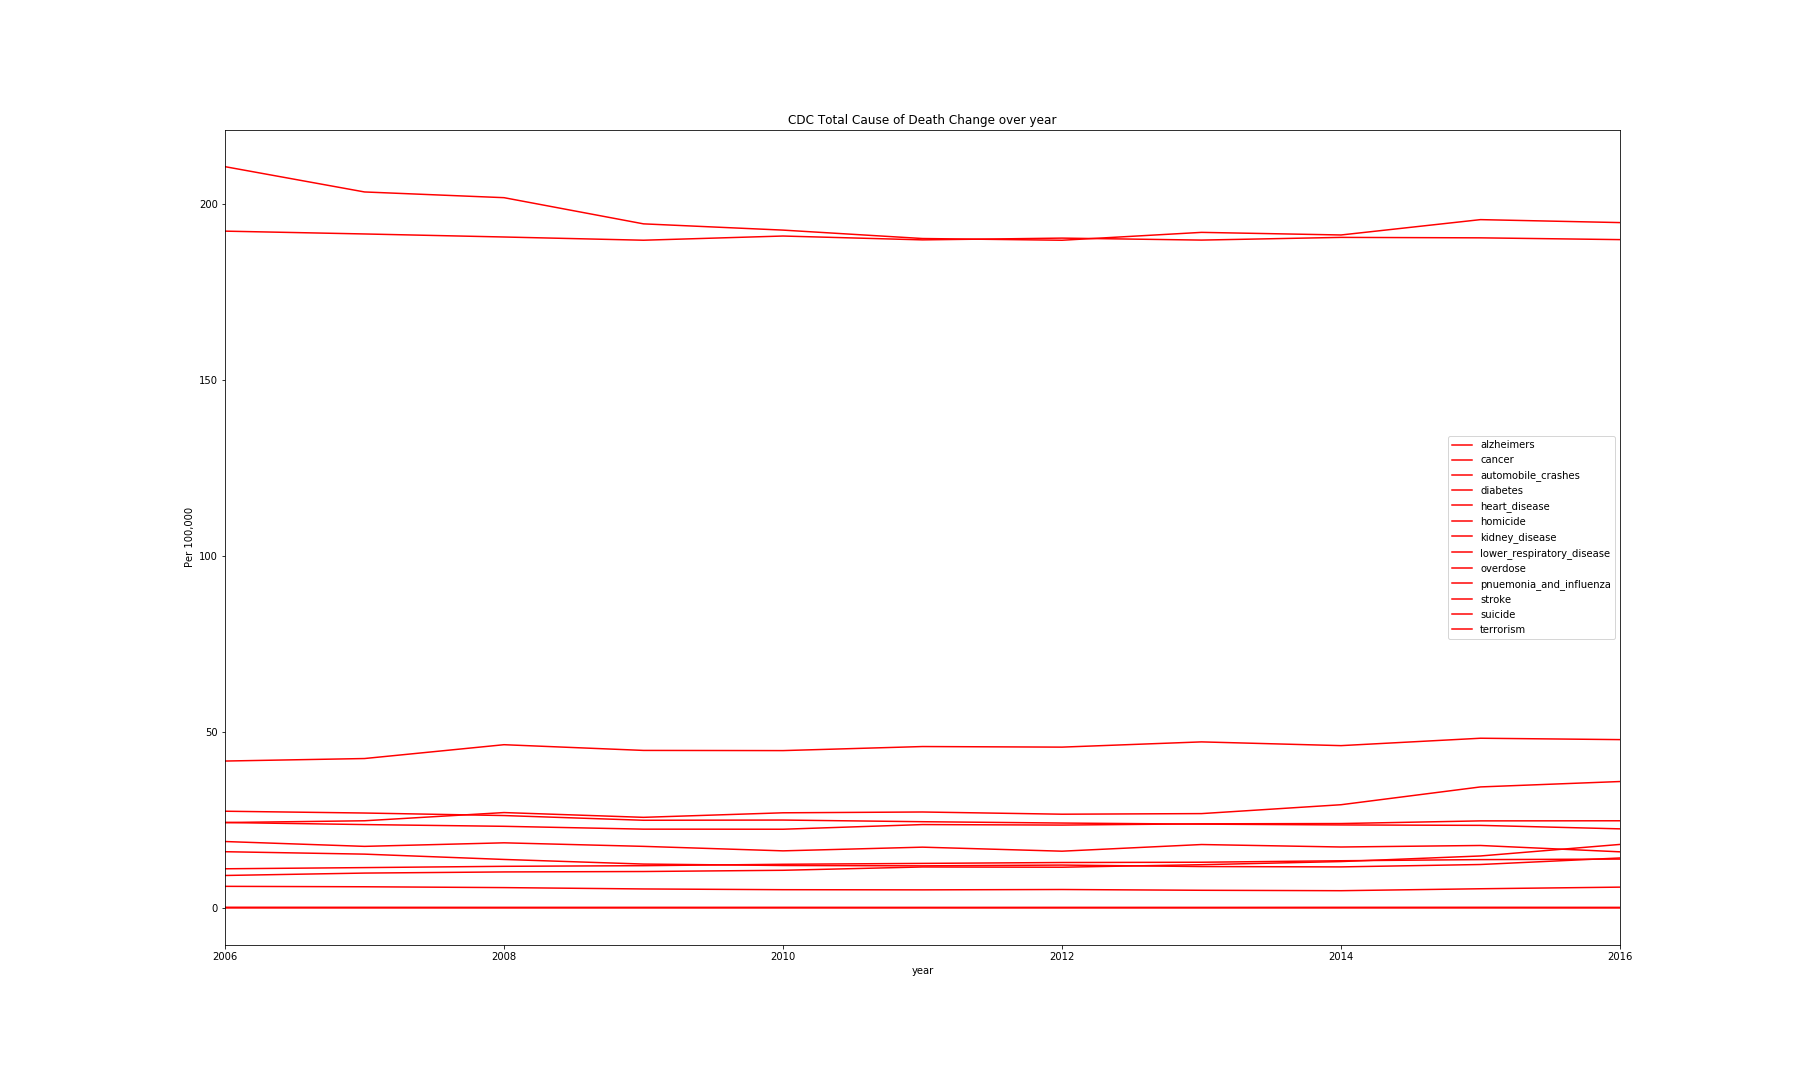 CDC Total Cause of Death Change over year
200
150
100
50
0
Per 100,000
alzheimers
cancer
automobile_crashes
diabetes
heart_disease
homicide
kidney_disease
lower_respiratory_disease
overdose
pnuemonia_and_influenza
stroke
suicide
terrorism
2006 2008 2010 2012 2014 2016
year